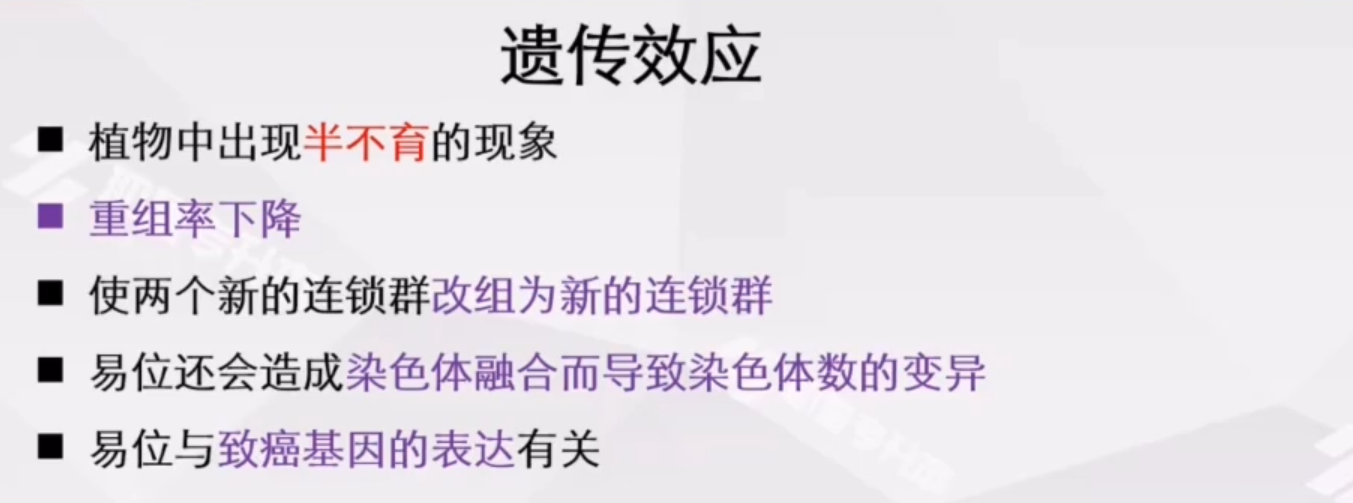 遗传效应
植物中出现半不育的现象
重组率下降
使两个新的连锁群改组为新的连锁群
易位还会造成染色体融合而导致染色体数的变异
易位与致癌基因的表达有关